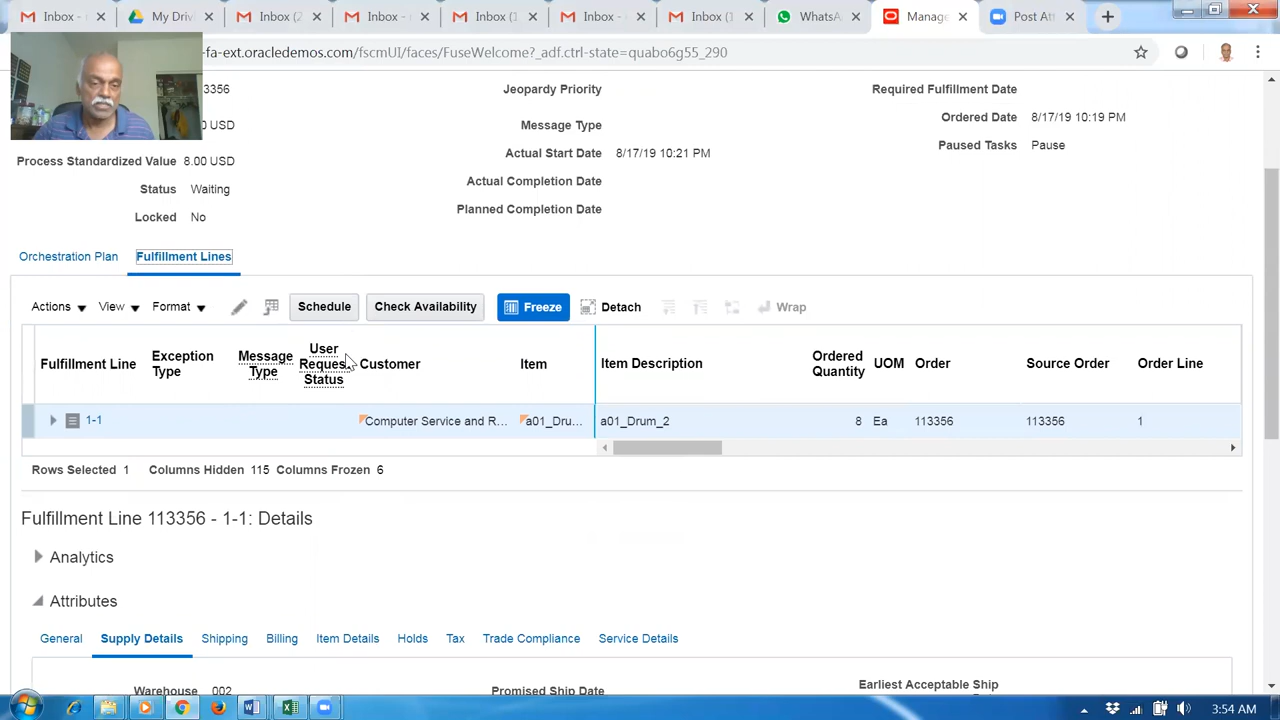 Fulfillment -
My Dri
Inbox (2
Inbox -
Inbox
Inbox -
Inbox (1
WhatsA
Manage
Post Att
-fa-ext.oracledemos.com/fscmUI/faces/FuseWelcome?_adf.ctrl-state=quabo6g55_290
3356
Jeopardy Priority
Required Fulfillment Date
0 USD
Message Type
Ordered Date 8/17/19 10:19 PM
Process Standardized Value 8.00 USD
Actual Start Date 8/17/19 10:21 PM
Paused Tasks Pause
Status Waiting
Actual Completion Date
Locked No
Planned Completion Date
Orchestration Plan Fulfillment Lines
Actions View Format Schedule Check Availability Freeze Detach Wrap
Fulfillment Line Exception Type Message Type User Reques Status Customer Item Item Description Ordered Quantity UOM Order Source Order Order Line
1-1 Computer Service and R... a01_Dru... a01_Drum_2 8 Ea 113356 113356 1
Rows Selected 1 Columns Hidden 115 Columns Frozen 6
Fulfillment Line 113356 - 1-1: Details
Analytics
Attributes
General Supply Details Shipping Billing Item Details Holds Tax Trade Compliance Service Details
Warehouse 002 Promised Ship Date Earliest Acceptable Ship
3:54 AM